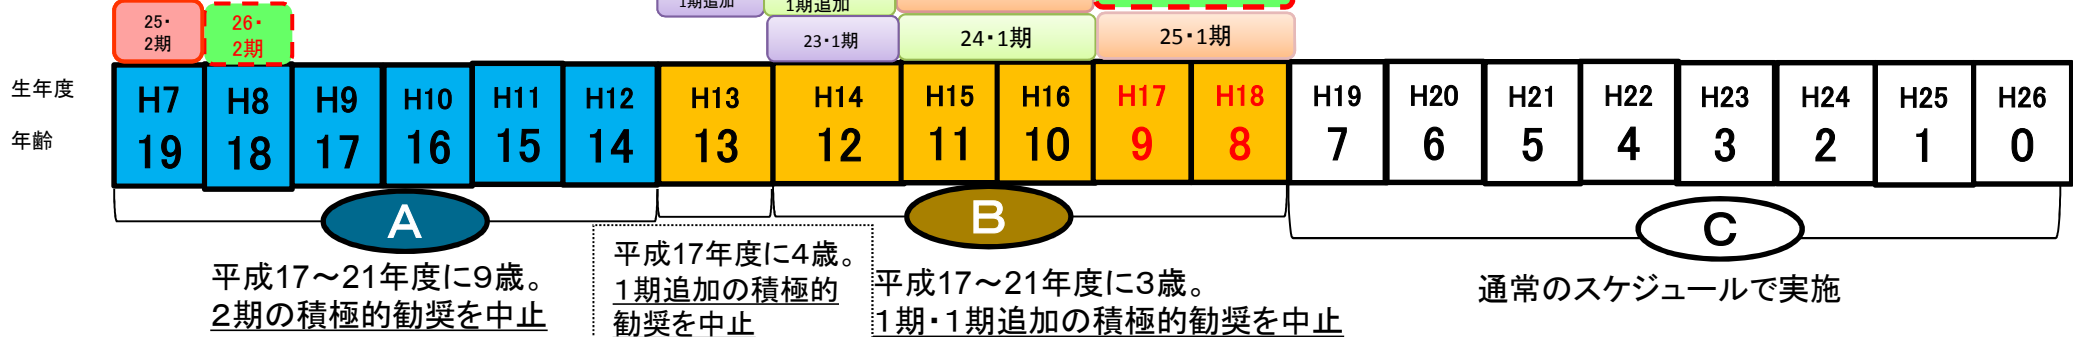 1期追加
1期追加
25・
2期
26・
2期
23・1期
24・1期
25・1期
生年度
H7 H8 H9 H10 H11 H12 H13 H14 H15 H16 H17 H18 H19 H20 H21 H22 H23 H24 H25 H26
年齢
19 18 17 16 15 14 13 12 11 10 9 8 7 6 5 4 3 2 1 0
A
B
C
平成17～21年度に9歳。
2期の積極的勧奨を中止
平成17年度に4歳。
1期追加の積極的
勧奨を中止
平成17～21年度に3歳。
1期・1期追加の積極的勧奨を中止
通常のスケジュールで実施